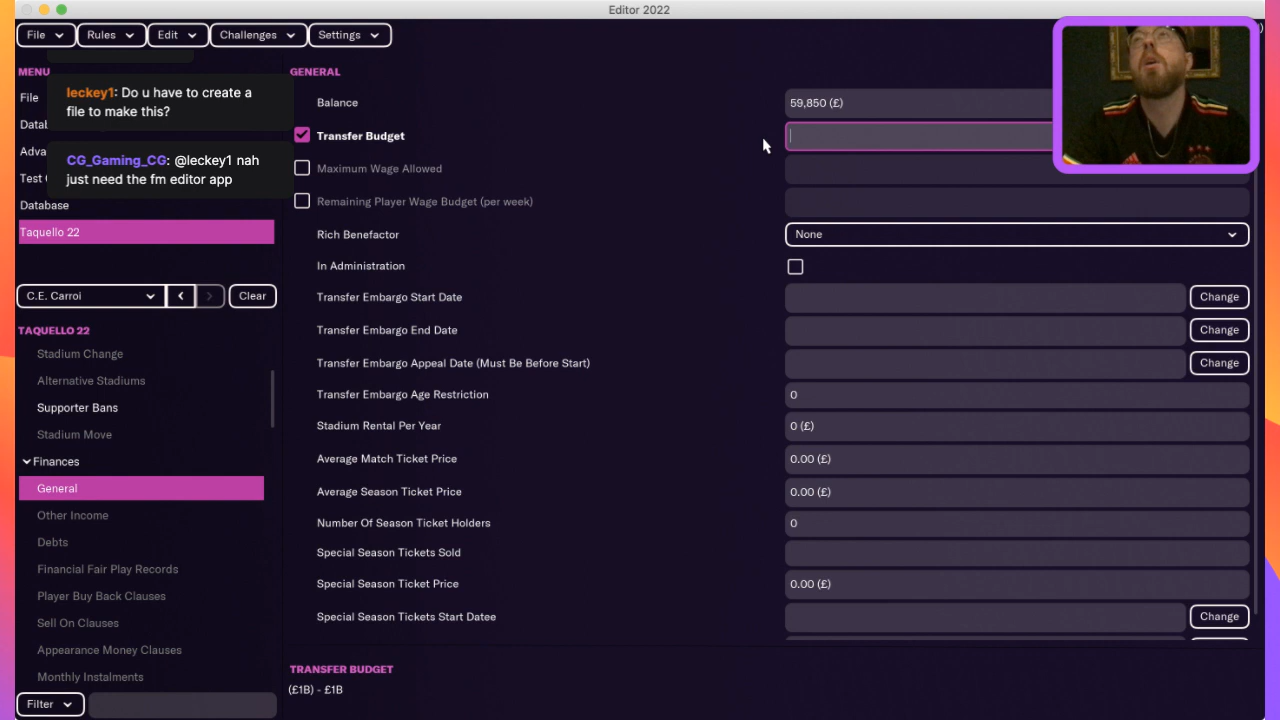 Editor 2022
File
Rules
Edit
Challenges
Settings
MENU
File
Datab
Adva
Test
Database
Taquello 22
leckey1: Do u have to create a
file to make this?
CG_Gaming_CG: @leckey1 nah
just need the fm editor app
C.E. Carroi
Clear
TAQUELLO 22
Stadium Change
Alternative Stadiums
Supporter Bans
Stadium Move
Finances
General
Other Income
Debts
Financial Fair Play Records
Player Buy Back Clauses
Sell On Clauses
Appearance Money Clauses
Monthly Instalments
Filter
GENERAL
Balance 59,850 (£)
Transfer Budget
Maximum Wage Allowed
Remaining Player Wage Budget (per week)
Rich Benefactor None
In Administration
Transfer Embargo Start Date Change
Transfer Embargo End Date Change
Transfer Embargo Appeal Date (Must Be Before Start) Change
Transfer Embargo Age Restriction 0
Stadium Rental Per Year 0 (£)
Average Match Ticket Price 0.00 (£)
Average Season Ticket Price 0.00 (£)
Number Of Season Ticket Holders 0
Special Season Tickets Sold
Special Season Ticket Price 0.00 (£)
Special Season Tickets Start Datee Change
TRANSFER BUDGET
(£1B) - £1B